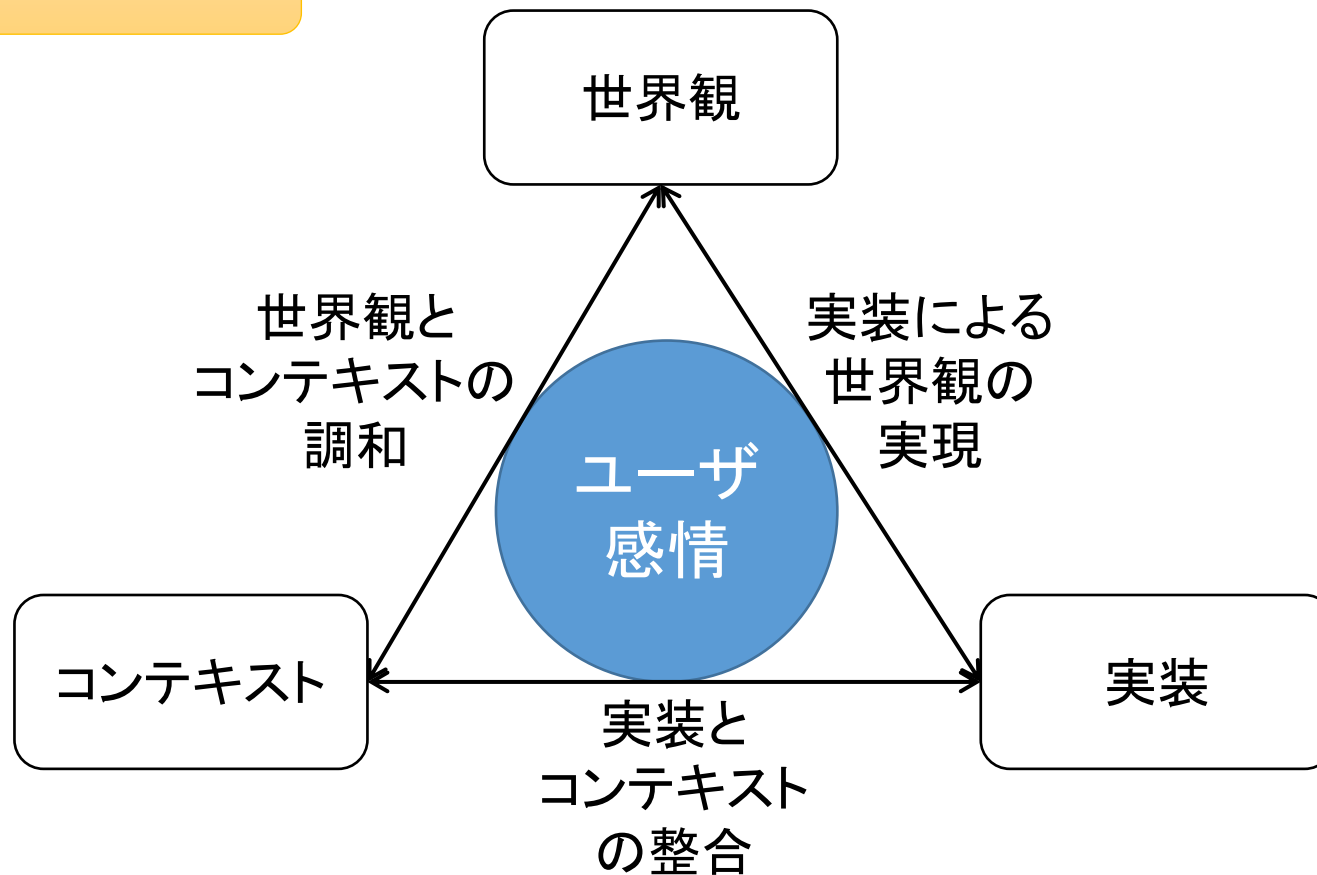 世界観
世界観と
コンテキストの
調和
実装による
世界観の
実現
ユーザ
感情
コンテキスト
実装
実装と
コンテキスト
の整合